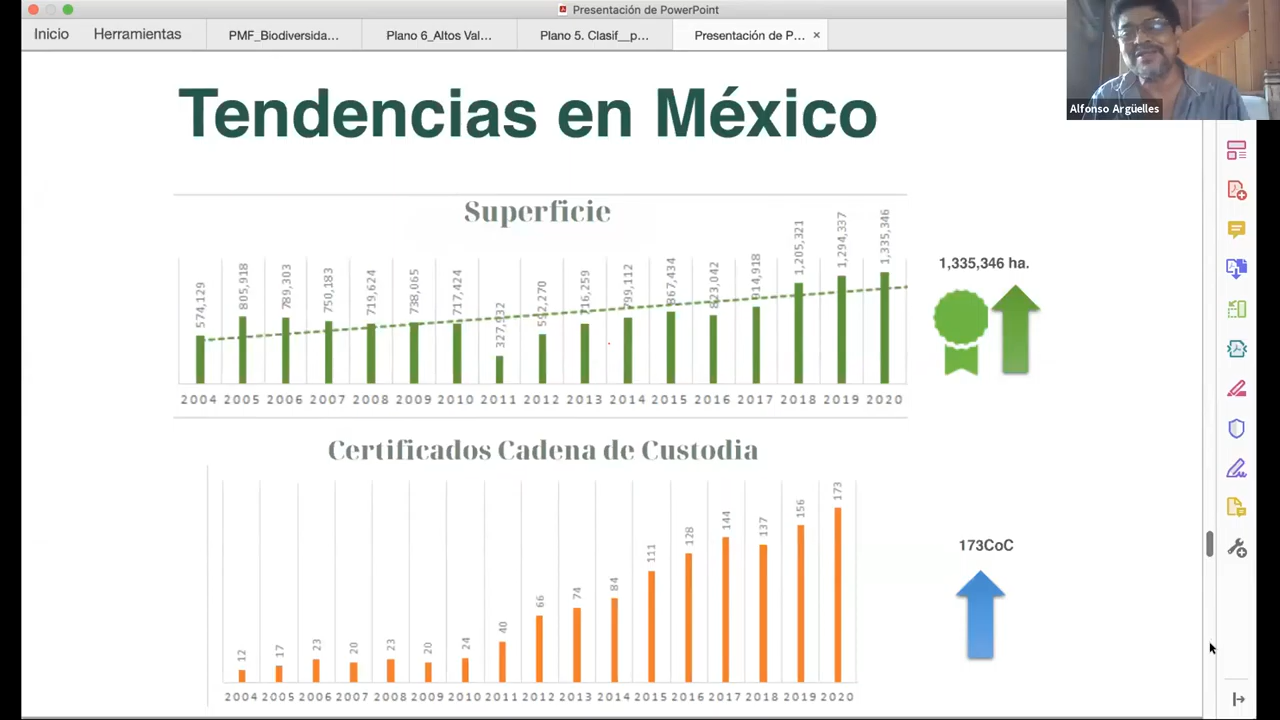 Presentación de PowerPoint
Inicio Herramientas PMF_Biodiversida... Plano 6_Altos Val... Plano 5. Clasif__p... Presentación de P... ×
Alfonso Argüelles
Tendencias en México
Superficie
574,129 805,918 789,303 750,183 719,624 738,065 717,424 327,932 592,270 716,259 799,112 867,434 823,042 914,918 1,205,321 1,294,337 1,335,346
2004 2005 2006 2007 2008 2009 2010 2011 2012 2013 2014 2015 2016 2017 2018 2019 2020
1,335,346 ha.
Certificados Cadena de Custodia
12 17 23 20 23 20 24 40 66 74 84 111 128 144 137 156 173
2004 2005 2006 2007 2008 2009 2010 2011 2012 2013 2014 2015 2016 2017 2018 2019 2020
173CoC